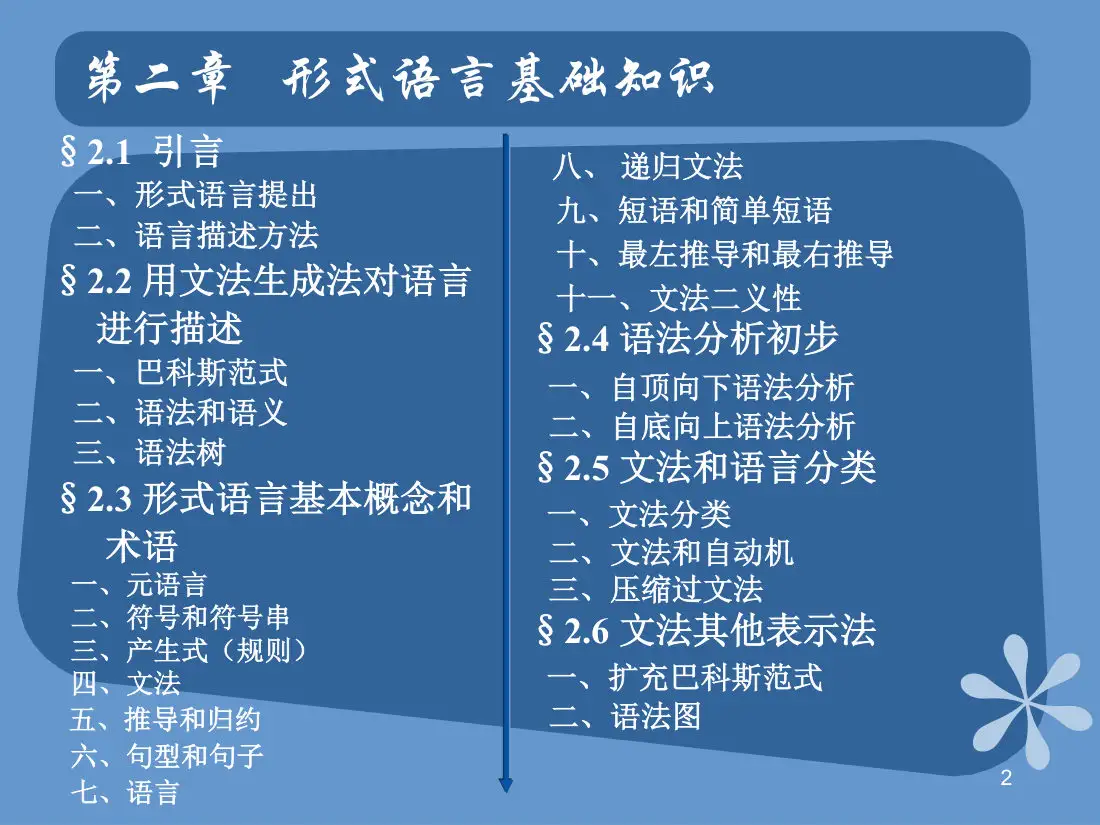 第二章 形式语言基础知识
§2.1 引言
一、形式语言提出
二、语言描述方法
§2.2 用文法生成法对语言
进行描述
一、巴科斯范式
二、语法和语义
三、语法树
§2.3 形式语言基本概念和
术语
一、元语言
二、符号和符号串
三、产生式（规则）
四、文法
五、推导和归约
六、句型和句子
七、语言
八、 递归文法
九、短语和简单短语
十、最左推导和最右推导
十一、文法二义性
§2.4 语法分析初步
一、自顶向下语法分析
二、自底向上语法分析
§2.5 文法和语言分类
一、文法分类
二、文法和自动机
三、压缩过文法
§2.6 文法其他表示法
一、扩充巴科斯范式
二、语法图
2